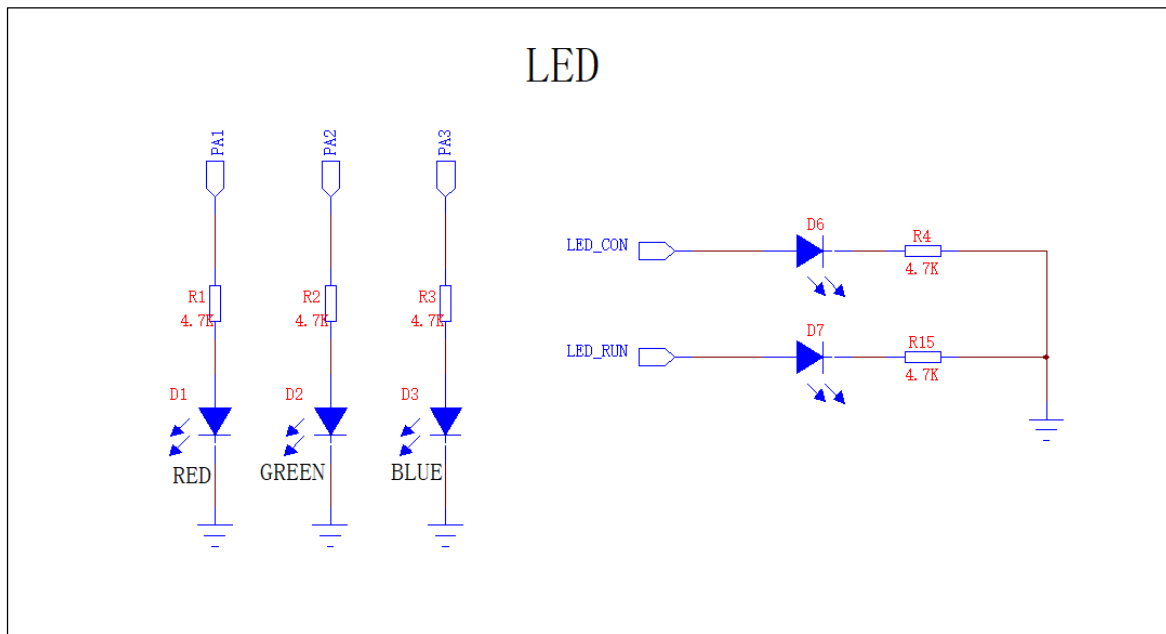 LED
PA1
PA2
PA3
R1
4.7K
R2
4.7K
R3
4.7K
D1
RED
D2
GREEN
D3
BLUE
LED_CON
D6
R4
4.7K
LED_RUN
D7
R15
4.7K